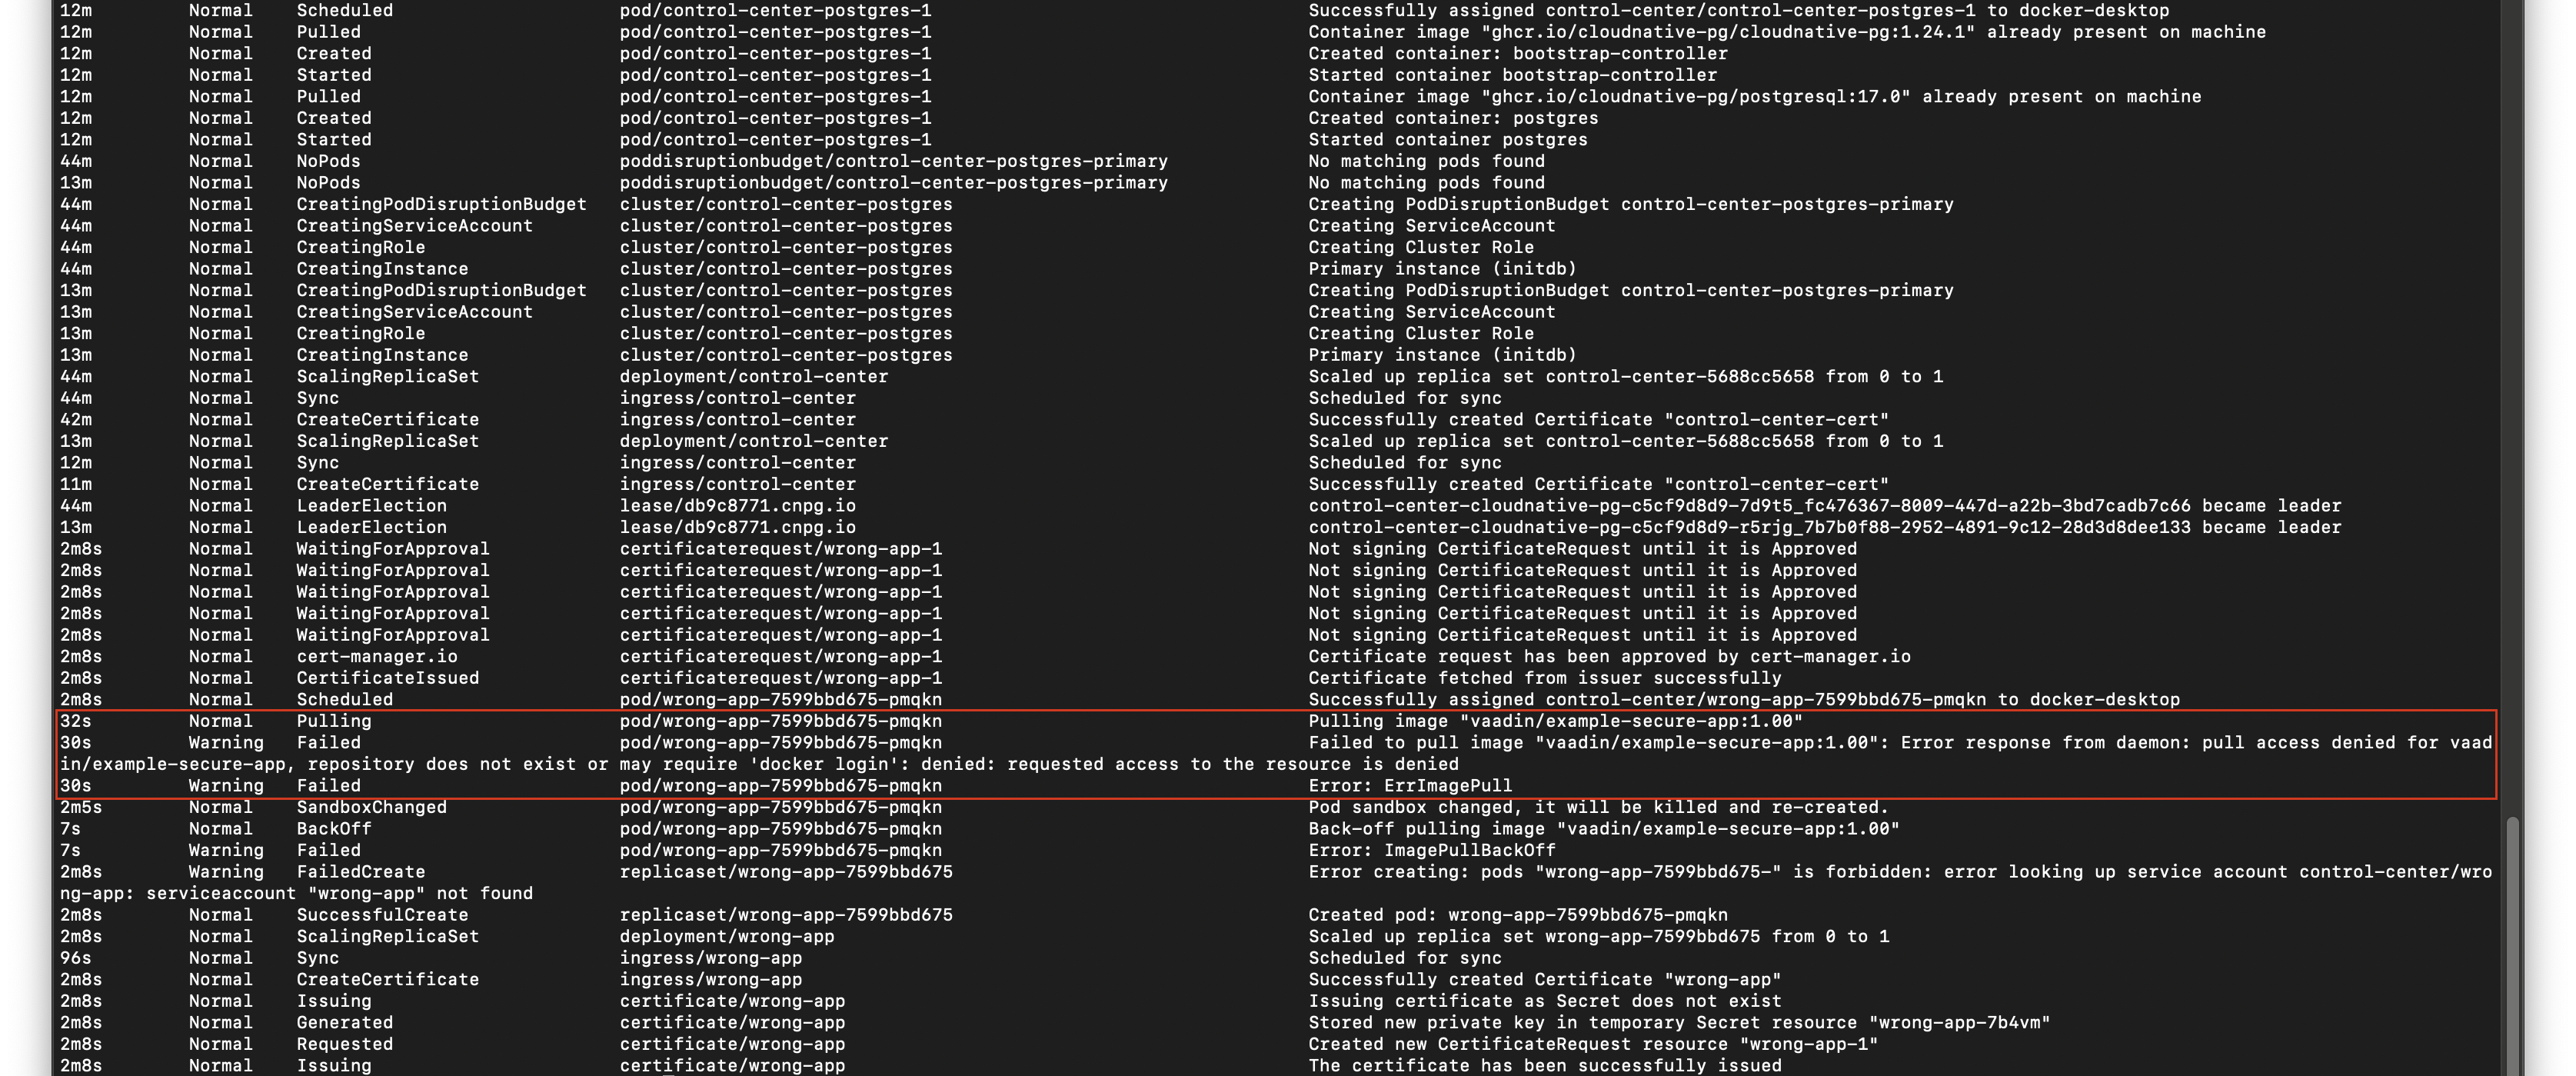 12m Normal Scheduled pod/control-center-postgres-1 Successfully assigned control-center/control-center-postgres-1 to docker-desktop
12m Normal Pulled pod/control-center-postgres-1 Container image "ghcr.io/cloudnative-pg/cloudnative-pg:1.24.1" already present on machine
12m Normal Created pod/control-center-postgres-1 Created container: bootstrap-controller
12m Normal Started pod/control-center-postgres-1 Started container bootstrap-controller
12m Normal Pulled pod/control-center-postgres-1 Container image "ghcr.io/cloudnative-pg/postgresql:17.0" already present on machine
12m Normal Created pod/control-center-postgres-1 Created container: postgres
12m Normal Started pod/control-center-postgres-1 Started container postgres
44m Normal NoPods poddisruptionbudget/control-center-postgres-primary No matching pods found
13m Normal NoPods poddisruptionbudget/control-center-postgres-primary No matching pods found
44m Normal CreatingPodDisruptionBudget cluster/control-center-postgres Creating PodDisruptionBudget control-center-postgres-primary
44m Normal CreatingServiceAccount cluster/control-center-postgres Creating ServiceAccount
44m Normal CreatingRole cluster/control-center-postgres Creating Cluster Role
44m Normal CreatingInstance cluster/control-center-postgres Primary instance (initdb)
13m Normal CreatingPodDisruptionBudget cluster/control-center-postgres Creating PodDisruptionBudget control-center-postgres-primary
13m Normal CreatingServiceAccount cluster/control-center-postgres Creating ServiceAccount
13m Normal CreatingRole cluster/control-center-postgres Creating Cluster Role
13m Normal CreatingInstance cluster/control-center-postgres Primary instance (initdb)
44m Normal ScalingReplicaSet deployment/control-center Scaled up replica set control-center-5688cc5658 from 0 to 1
44m Normal Sync ingress/control-center Scheduled for sync
42m Normal CreateCertificate ingress/control-center Successfully created Certificate "control-center-cert"
13m Normal ScalingReplicaSet deployment/control-center Scaled up replica set control-center-5688cc5658 from 0 to 1
12m Normal Sync ingress/control-center Scheduled for sync
11m Normal CreateCertificate ingress/control-center Successfully created Certificate "control-center-cert"
44m Normal LeaderElection lease/db9c8771.cnpg.io control-center-cloudnative-pg-c5cf9d8d9-7d9t5_fc476367-8009-447d-a22b-3bd7cadb7c66 became leader
13m Normal LeaderElection lease/db9c8771.cnpg.io control-center-cloudnative-pg-c5cf9d8d9-r5rjg_7b7b0f88-2952-4891-9c12-28d3d8dee133 became leader
2m8s Normal WaitingForApproval certificaterequest/wrong-app-1 Not signing CertificateRequest until it is Approved
2m8s Normal WaitingForApproval certificaterequest/wrong-app-1 Not signing CertificateRequest until it is Approved
2m8s Normal WaitingForApproval certificaterequest/wrong-app-1 Not signing CertificateRequest until it is Approved
2m8s Normal WaitingForApproval certificaterequest/wrong-app-1 Not signing CertificateRequest until it is Approved
2m8s Normal WaitingForApproval certificaterequest/wrong-app-1 Not signing CertificateRequest until it is Approved
2m8s Normal cert-manager.io certificaterequest/wrong-app-1 Certificate request has been approved by cert-manager.io
2m8s Normal CertificateIssued certificaterequest/wrong-app-1 Certificate fetched from issuer successfully
2m8s Normal Scheduled pod/wrong-app-7599bbd675-pmqkn Successfully assigned control-center/wrong-app-7599bbd675-pmqkn to docker-desktop
32s Normal Pulling pod/wrong-app-7599bbd675-pmqkn Pulling image "vaadin/example-secure-app:1.00"
30s Warning Failed pod/wrong-app-7599bbd675-pmqkn Failed to pull image "vaadin/example-secure-app:1.00": Error response from daemon: pull access denied for vaad
in/example-secure-app, repository does not exist or may require 'docker login': denied: requested access to the resource is denied
30s Warning Failed pod/wrong-app-7599bbd675-pmqkn Error: ErrImagePull
2m5s Normal SandboxChanged pod/wrong-app-7599bbd675-pmqkn Pod sandbox changed, it will be killed and re-created.
7s Normal BackOff pod/wrong-app-7599bbd675-pmqkn Back-off pulling image "vaadin/example-secure-app:1.00"
7s Warning Failed pod/wrong-app-7599bbd675-pmqkn Error: ImagePullBackOff
2m8s Warning FailedCreate replicaset/wrong-app-7599bbd675 Error creating: pods "wrong-app-7599bbd675-" is forbidden: error looking up service account control-center/wro
ng-app: serviceaccount "wrong-app" not found
2m8s Normal SuccessfulCreate replicaset/wrong-app-7599bbd675 Created pod: wrong-app-7599bbd675-pmqkn
2m8s Normal ScalingReplicaSet deployment/wrong-app Scaled up replica set wrong-app-7599bbd675 from 0 to 1
96s Normal Sync ingress/wrong-app Scheduled for sync
2m8s Normal CreateCertificate ingress/wrong-app Successfully created Certificate "wrong-app"
2m8s Normal Issuing certificate/wrong-app Issuing certificate as Secret does not exist
2m8s Normal Generated certificate/wrong-app Stored new private key in temporary Secret resource "wrong-app-7b4vm"
2m8s Normal Requested certificate/wrong-app Created new CertificateRequest resource "wrong-app-1"
2m8s Normal Issuing certificate/wrong-app The certificate has been successfully issued